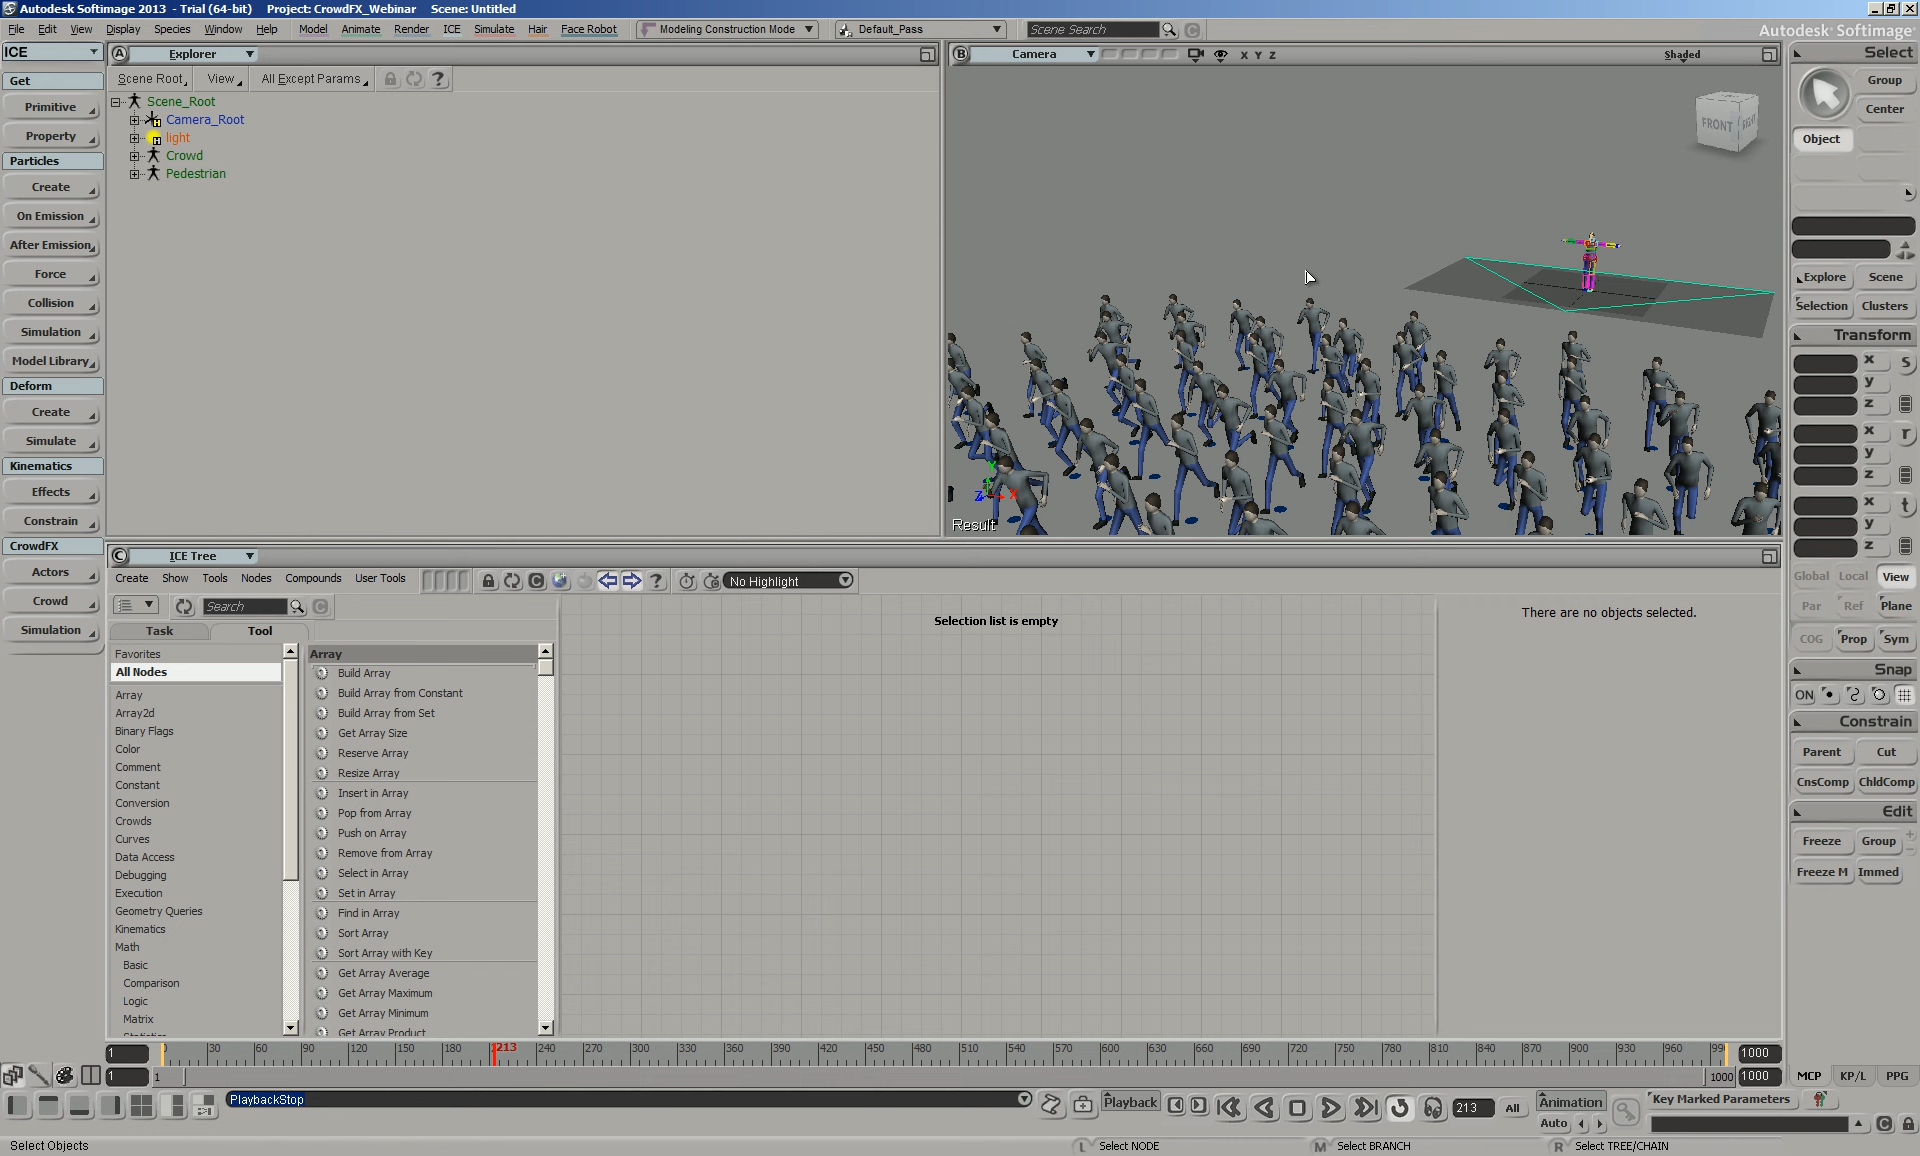 Autodesk Softimage 2013 - Trial (64-bit) Project: CrowdFX_Webinar Scene: Untitled
File Edit View Display Species Window Help Model Animate Render ICE Simulate Hair Face Robot Modeling Construction Mode Default_Pass Scene Search Autodesk® Softimage®
ICE
Get
Primitive
Property
Particles
Create
On Emission
After Emission
Force
Collision
Simulation
Model Library
Deform
Create
Simulate
Kinematics
Effects
Constrain
CrowdFX
Actors
Crowd
Simulation
A Explorer
Scene Root View All Except Params ?
Scene_Root
Camera_Root
light
Crowd
Pedestrian
B Camera X Y Z Shaded
FRONT RIGHT
Y
Z X
Result
C ICE Tree
Create Show Tools Nodes Compounds User Tools C ? No Highlight
Search
Task Tool
Favorites
All Nodes
Array
Array2d
Binary Flags
Color
Comment
Constant
Conversion
Crowds
Curves
Data Access
Debugging
Execution
Geometry Queries
Kinematics
Math
Basic
Comparison
Logic
Matrix
Statistics
Array
Build Array
Build Array from Constant
Build Array from Set
Get Array Size
Reserve Array
Resize Array
Insert in Array
Pop from Array
Push on Array
Remove from Array
Select in Array
Set in Array
Find in Array
Sort Array
Sort Array with Key
Get Array Average
Get Array Maximum
Get Array Minimum
Get Array Product
Selection list is empty
There are no objects selected.
Select
Group
Center
Object
Explore Scene
Selection Clusters
Transform
x s
y
z
x r
y
z
x t
y
z
Global Local View
Par Ref Plane
COG Prop Sym
Snap
ON
Constrain
Parent Cut
CnsComp ChldComp
Edit
Freeze Group
Freeze M Immed
1 30 60 90 120 150 180 213 240 270 300 330 360 390 420 450 480 510 540 570 600 630 660 690 720 750 780 810 840 870 900 930 960 99 1000
1 1 1000 1000
MCP KP/L PPG
PlaybackStop Playback 213 All Animation Key Marked Parameters
Auto
Select Objects L Select NODE M Select BRANCH R Select TREE/CHAIN